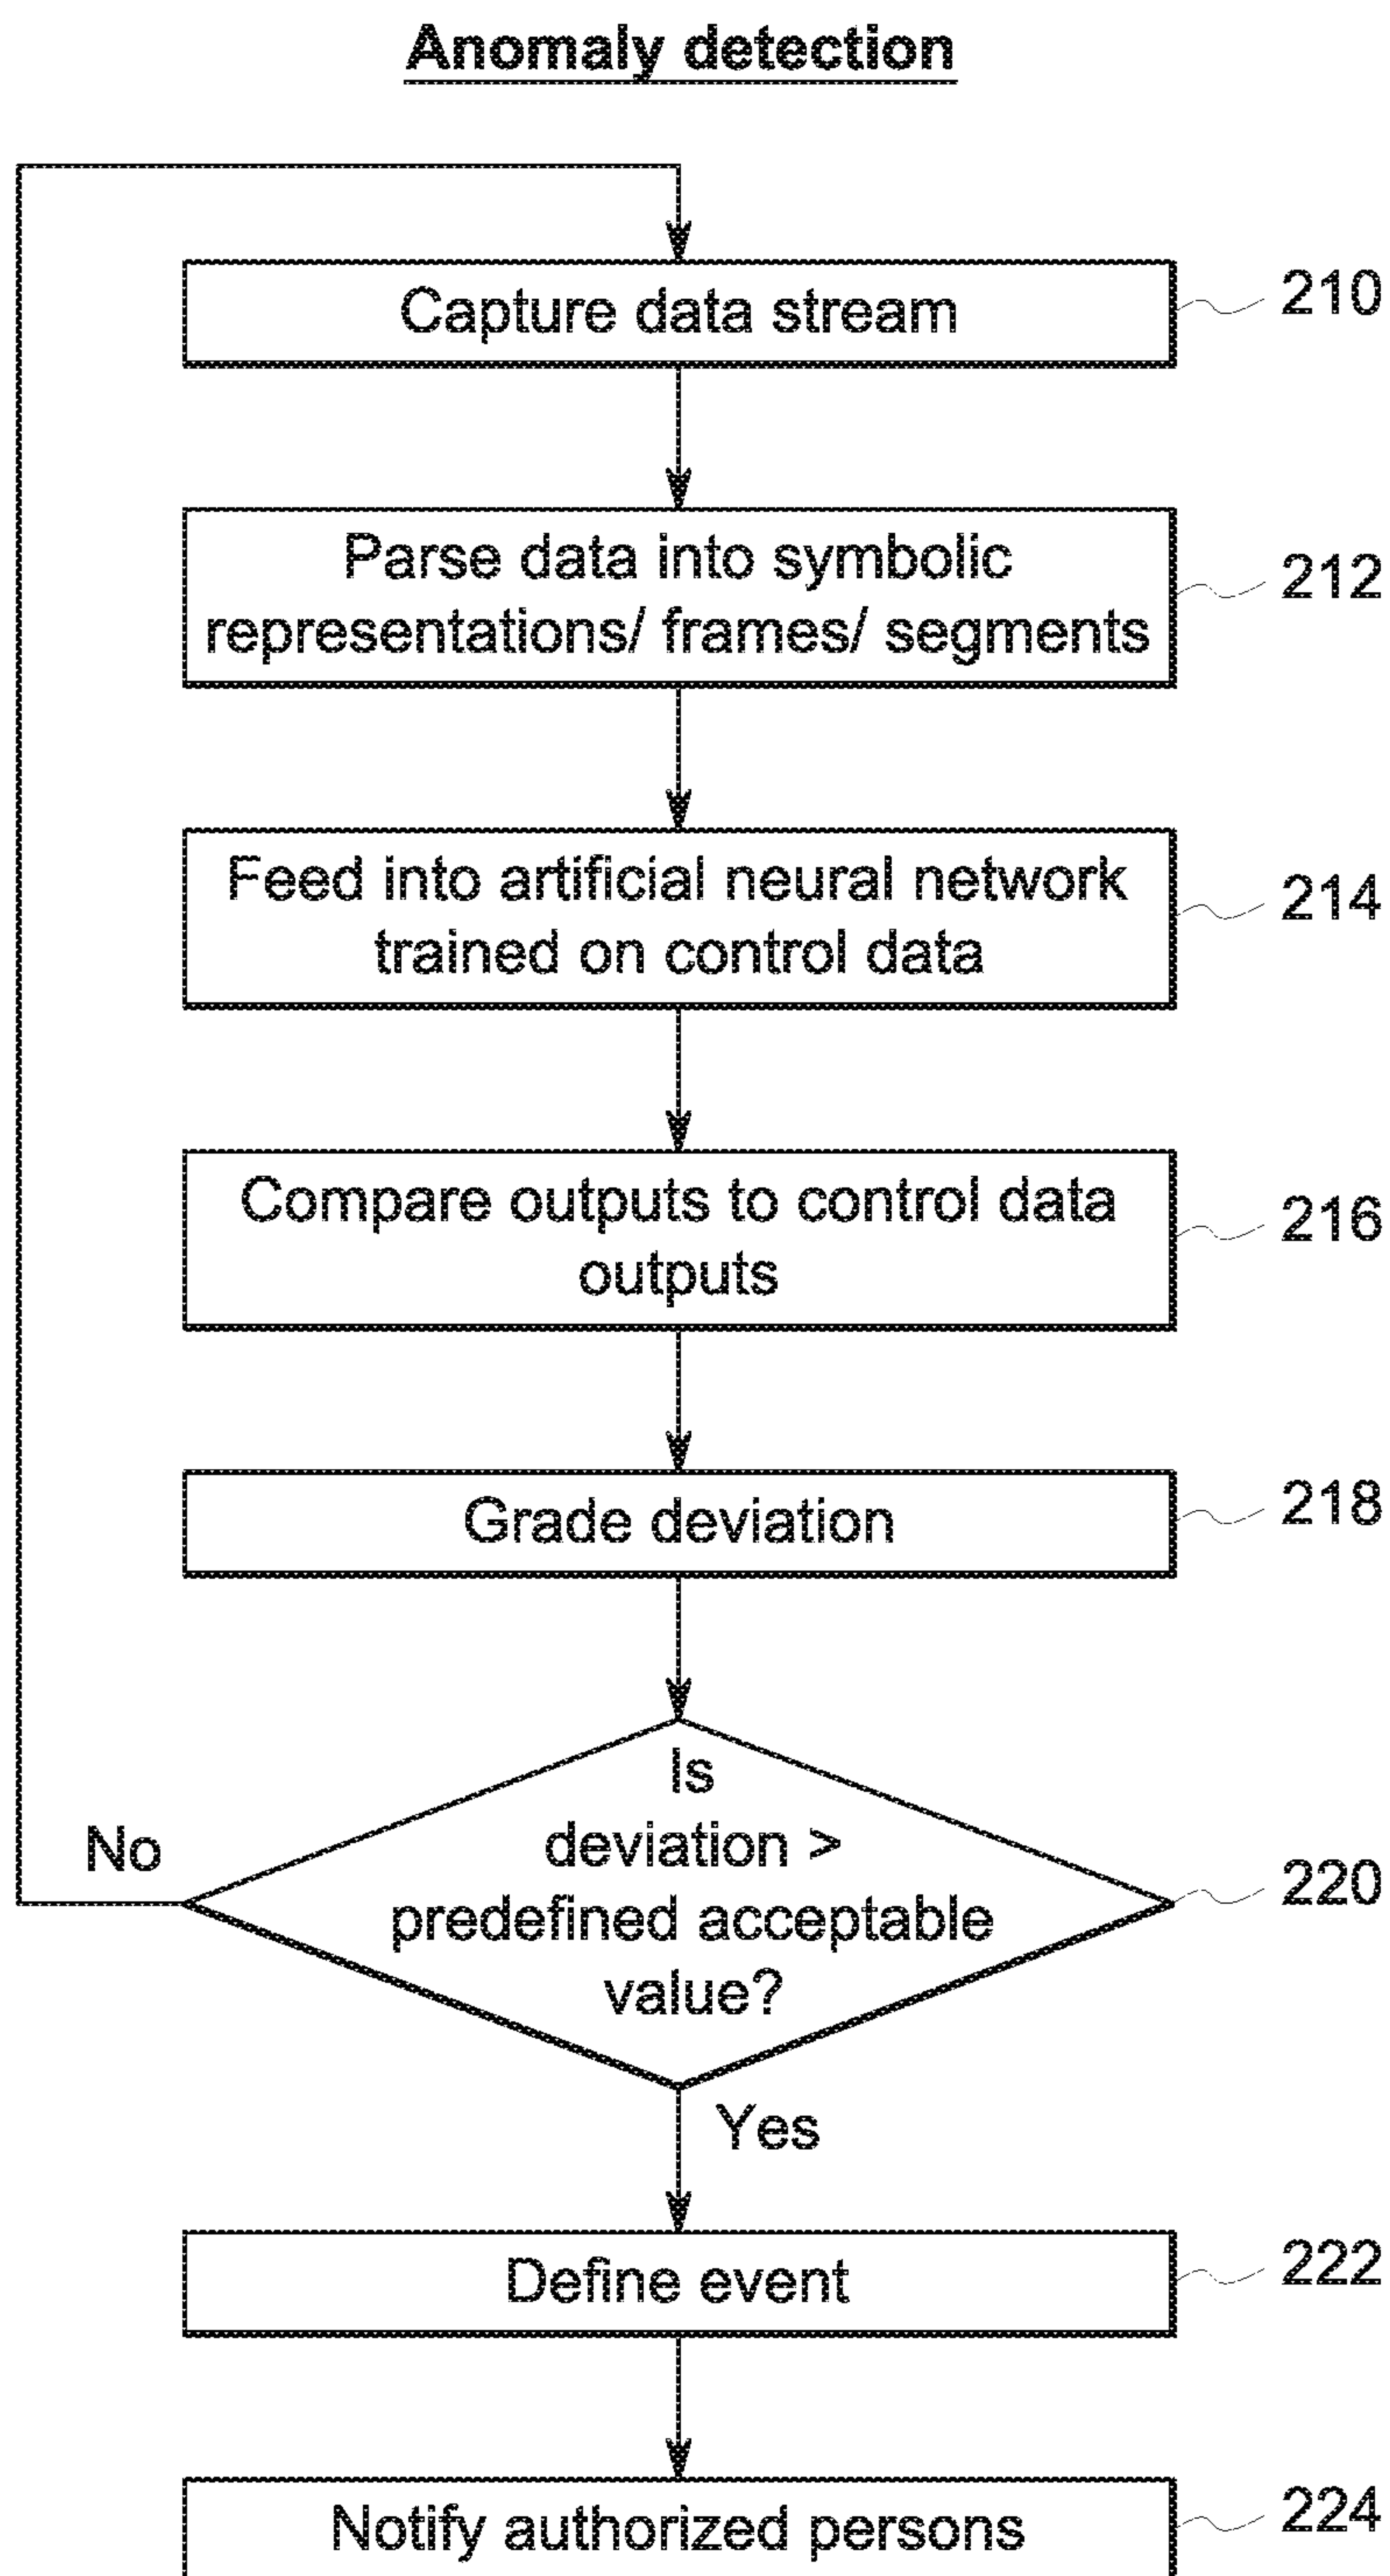 Anomaly detection
Capture data stream
210
Parse data into symbolic
representations/ frames/ segments
212
Feed into artificial neural network
trained on control data
214
Compare outputs to control data
outputs
216
Grade deviation
218
Is
deviation >
predefined acceptable
value?
220
No
Yes
Define event
222
Notify authorized persons
224